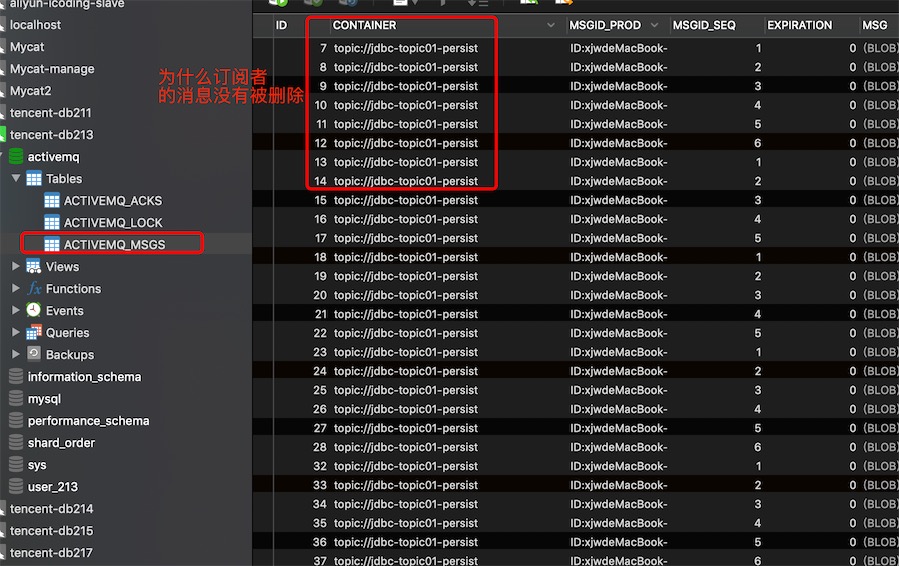 aliyun-icoding-slave
localhost
Mycat
Mycat-manage
Mycat2
tencent-db211
tencent-db213
activemq
Tables
ACTIVEMQ_ACKS
ACTIVEMQ_LOCK
ACTIVEMQ_MSGS
Views
Functions
Events
Queries
Backups
information_schema
mysql
performance_schema
shard_order
sys
user_213
tencent-db214
tencent-db215
tencent-db217
为什么订阅者
的消息没有被删除
ID CONTAINER MSGID_PROD MSGID_SEQ EXPIRATION MSG
7 topic://jdbc-topic01-persist ID:xjwdeMacBook- 1 0 (BLOB)
8 topic://jdbc-topic01-persist ID:xjwdeMacBook- 2 0 (BLOB)
9 topic://jdbc-topic01-persist ID:xjwdeMacBook- 3 0 (BLOB)
10 topic://jdbc-topic01-persist ID:xjwdeMacBook- 4 0 (BLOB)
11 topic://jdbc-topic01-persist ID:xjwdeMacBook- 5 0 (BLOB)
12 topic://jdbc-topic01-persist ID:xjwdeMacBook- 6 0 (BLOB)
13 topic://jdbc-topic01-persist ID:xjwdeMacBook- 1 0 (BLOB)
14 topic://jdbc-topic01-persist ID:xjwdeMacBook- 2 0 (BLOB)
15 topic://jdbc-topic01-persist ID:xjwdeMacBook- 3 0 (BLOB)
16 topic://jdbc-topic01-persist ID:xjwdeMacBook- 4 0 (BLOB)
17 topic://jdbc-topic01-persist ID:xjwdeMacBook- 5 0 (BLOB)
18 topic://jdbc-topic01-persist ID:xjwdeMacBook- 1 0 (BLOB)
19 topic://jdbc-topic01-persist ID:xjwdeMacBook- 2 0 (BLOB)
20 topic://jdbc-topic01-persist ID:xjwdeMacBook- 3 0 (BLOB)
21 topic://jdbc-topic01-persist ID:xjwdeMacBook- 4 0 (BLOB)
22 topic://jdbc-topic01-persist ID:xjwdeMacBook- 5 0 (BLOB)
23 topic://jdbc-topic01-persist ID:xjwdeMacBook- 1 0 (BLOB)
24 topic://jdbc-topic01-persist ID:xjwdeMacBook- 2 0 (BLOB)
25 topic://jdbc-topic01-persist ID:xjwdeMacBook- 3 0 (BLOB)
26 topic://jdbc-topic01-persist ID:xjwdeMacBook- 4 0 (BLOB)
27 topic://jdbc-topic01-persist ID:xjwdeMacBook- 5 0 (BLOB)
28 topic://jdbc-topic01-persist ID:xjwdeMacBook- 6 0 (BLOB)
32 topic://jdbc-topic01-persist ID:xjwdeMacBook- 1 0 (BLOB)
33 topic://jdbc-topic01-persist ID:xjwdeMacBook- 2 0 (BLOB)
34 topic://jdbc-topic01-persist ID:xjwdeMacBook- 3 0 (BLOB)
35 topic://jdbc-topic01-persist ID:xjwdeMacBook- 4 0 (BLOB)
36 topic://jdbc-topic01-persist ID:xjwdeMacBook- 5 0 (BLOB)
37 topic://jdbc-topic01-persist ID:xjwdeMacBook- 6 0 (BLOB)